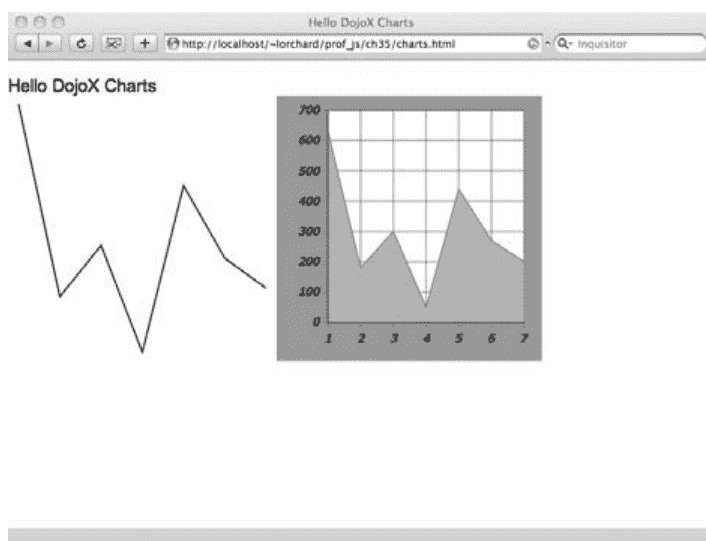 Hello DojoX Charts
http://localhost/~lorchard/prof_js/ch35/charts.html
Inquisitor
Hello DojoX Charts
700
600
500
400
300
200
100
0
1 2 3 4 5 6 7